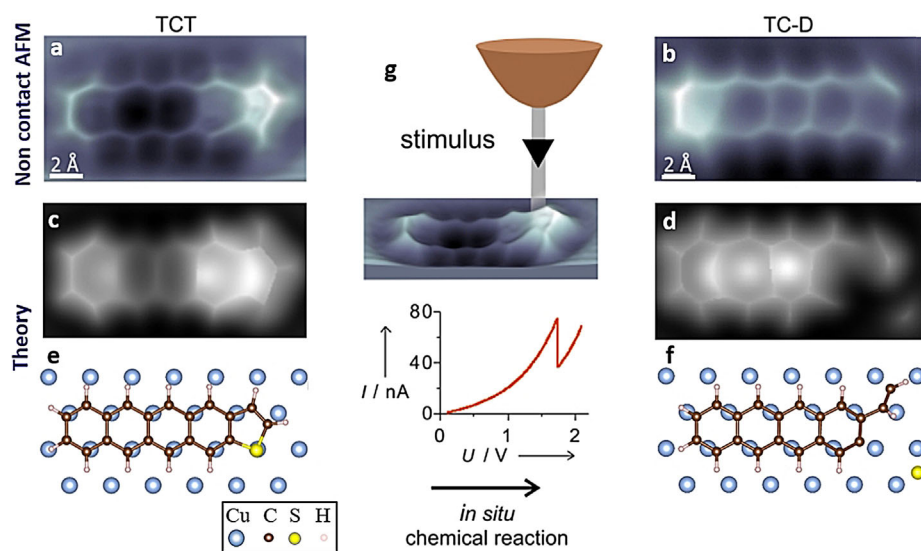 TCT
TC-D
Non contact AFM
a
g
b
stimulus
2 Å
2 Å
c
d
Theory
80
40
0
I / nA
0
1
2
U / V
e
f
Cu C S H
in situ
chemical reaction